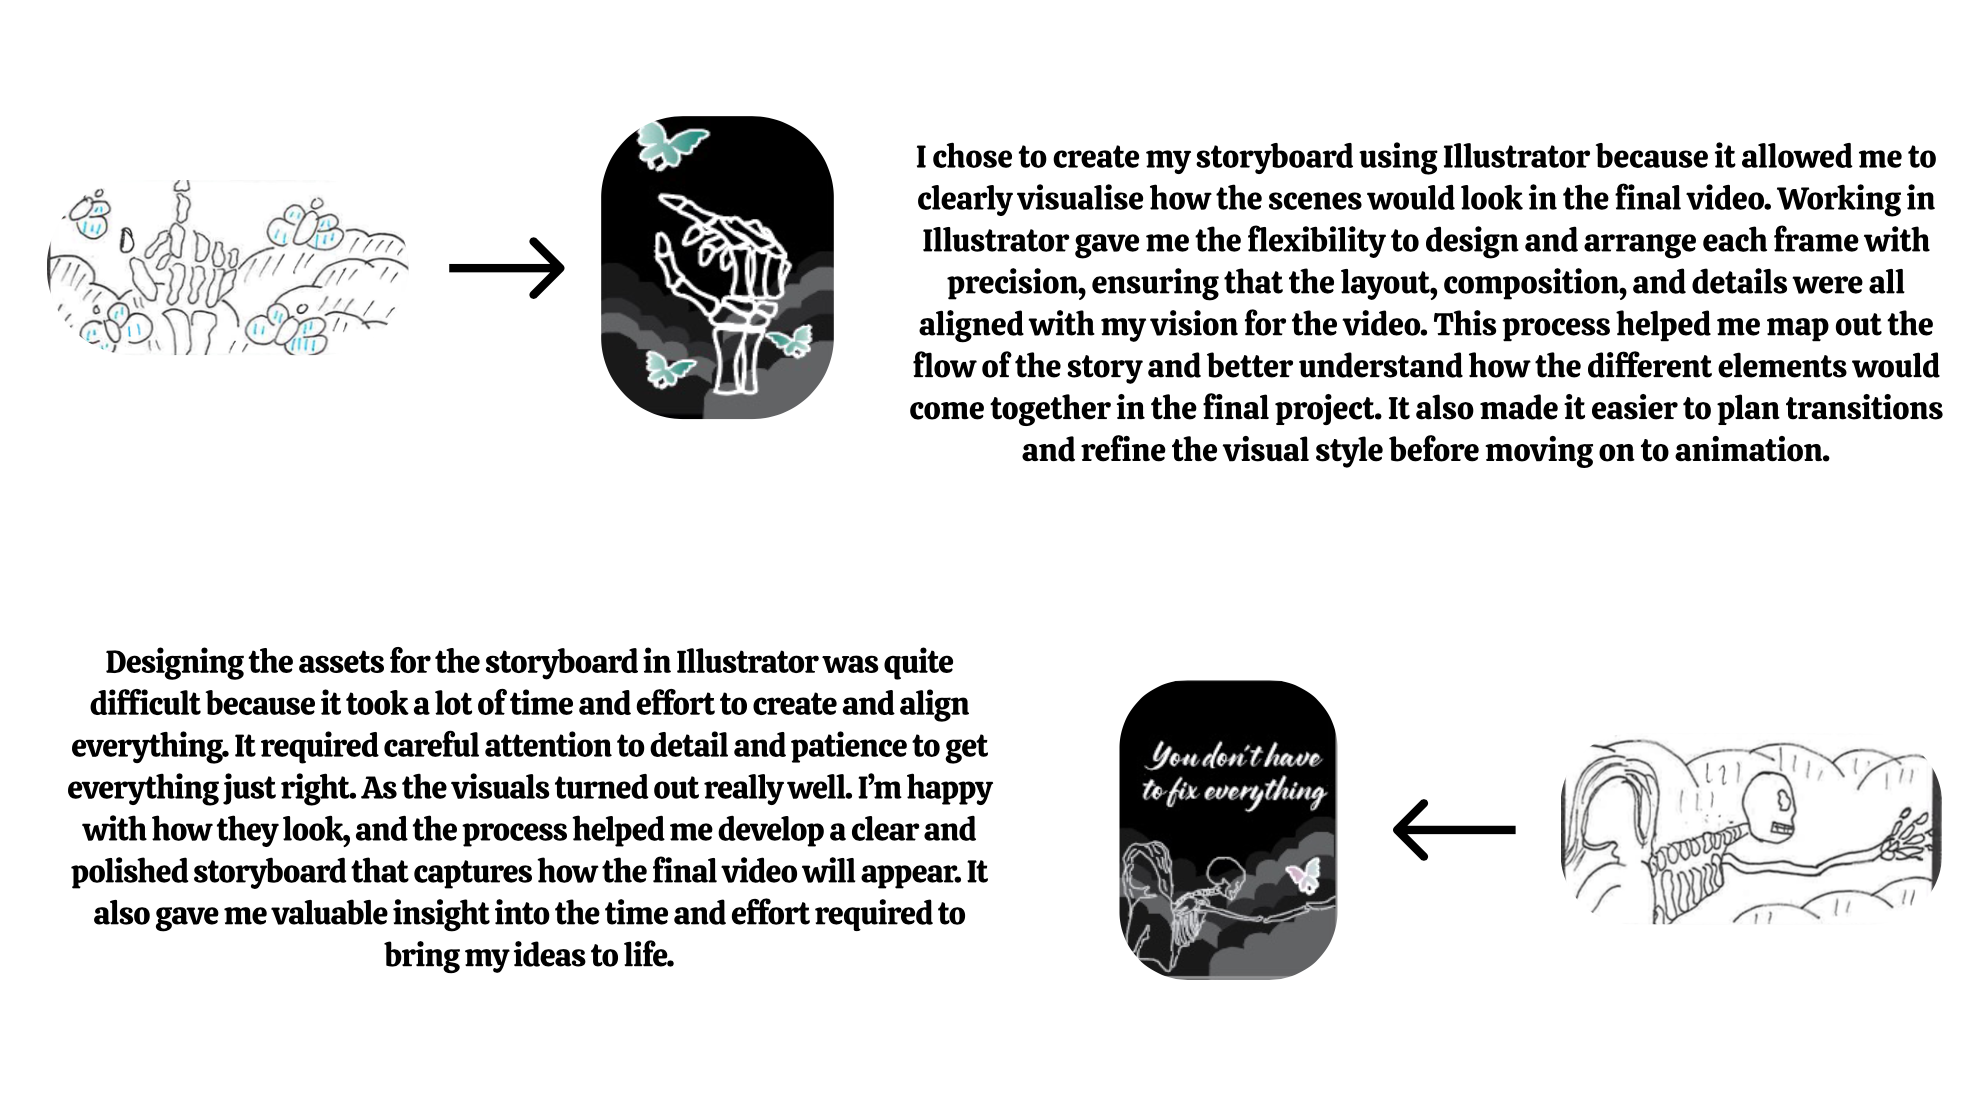 I chose to create my storyboard using Illustrator because it allowed me to
clearly visualise how the scenes would look in the final video. Working in
Illustrator gave me the flexibility to design and arrange each frame with
precision, ensuring that the layout, composition, and details were all
aligned with my vision for the video. This process helped me map out the
flow of the story and better understand how the different elements would
come together in the final project. It also made it easier to plan transitions
and refine the visual style before moving on to animation.
Designing the assets for the storyboard in Illustrator was quite
difficult because it took a lot of time and effort to create and align
everything. It required careful attention to detail and patience to get
everything just right. As the visuals turned out really well. I'm happy
with how they look, and the process helped me develop a clear and
polished storyboard that captures how the final video will appear. It
also gave me valuable insight into the time and effort required to
bring my ideas to life.
You don't have
to fix everything